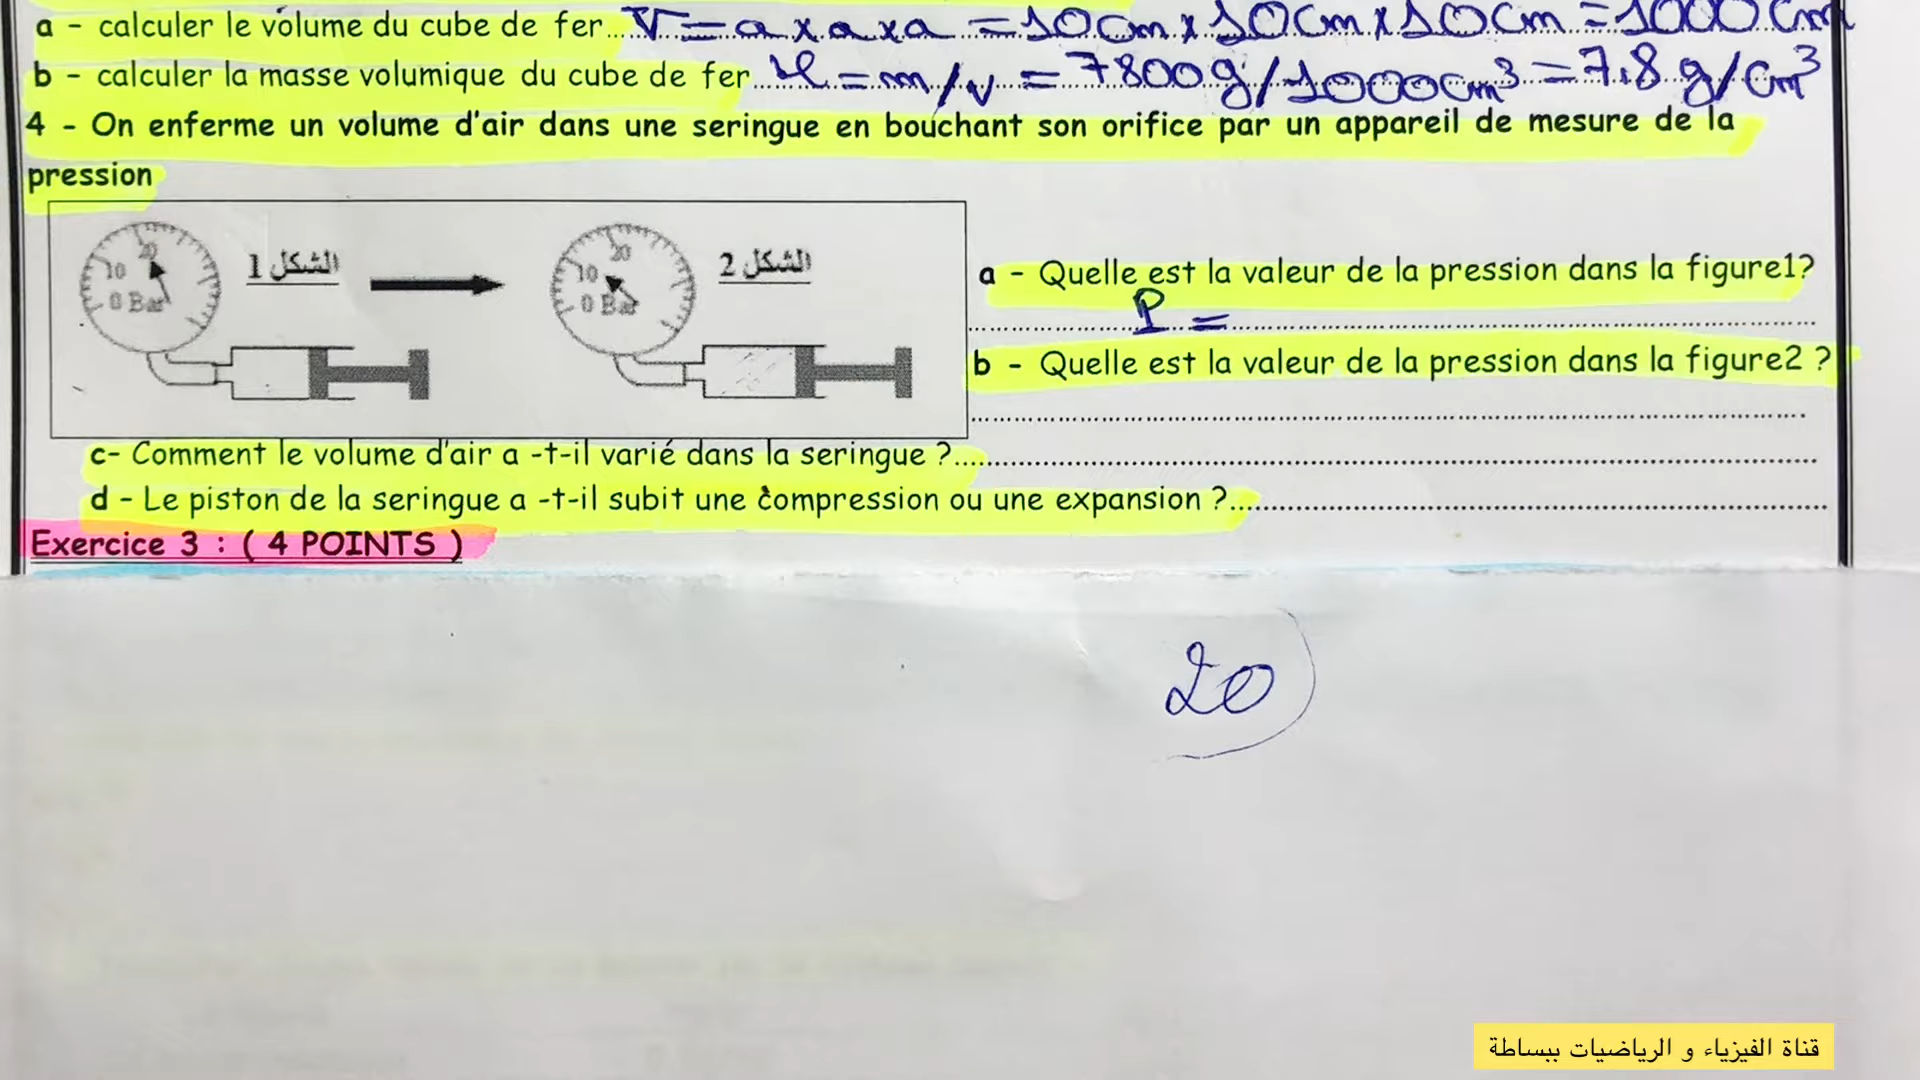 a - calculer le volume du cube de fer... V = a x a x a = 10cm x 10cm x 10cm = 1000 cm
b - calculer la masse volumique du cube de fer... = m/v = 7800g/1000cm³ = 7.8 g/cm³
4 - On enferme un volume d'air dans une seringue en bouchant son orifice par un appareil de mesure de la
pression
20 10 0 Bar الشكل 1
20 10 0 Bar الشكل 2
a - Quelle est la valeur de la pression dans la figure1?
P =
b - Quelle est la valeur de la pression dans la figure2 ?
c- Comment le volume d'air a -t-il varié dans la seringue ?
d - Le piston de la seringue a -t-il subit une compression ou une expansion ?
Exercice 3 : ( 4 POINTS )
20
قناة الفيزياء و الرياضيات ببساطة